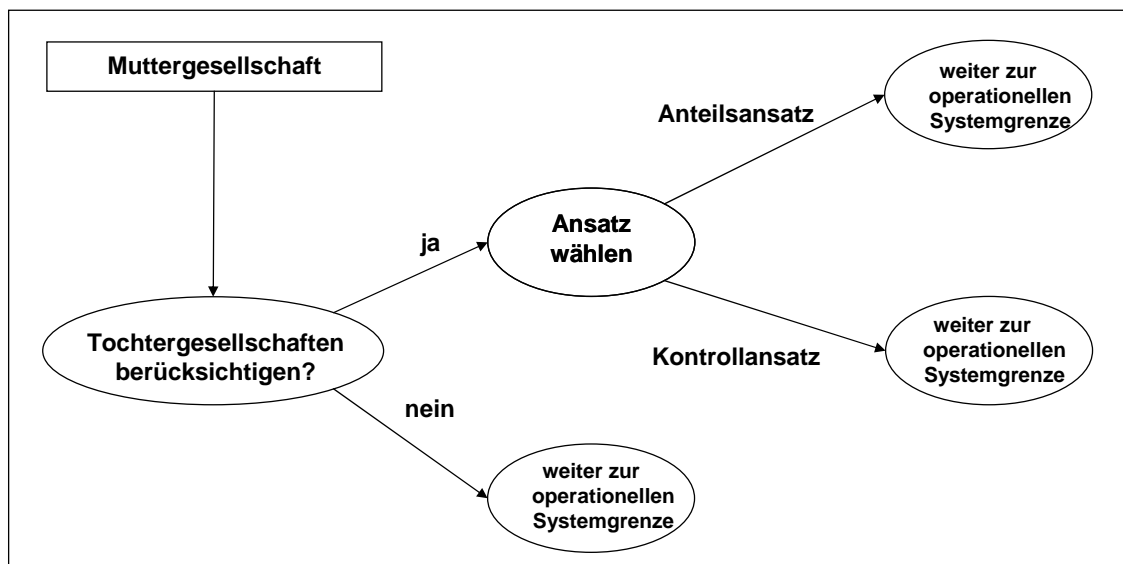 Muttergesellschaft
Tochtergesellschaften
berücksichtigen?
ja
nein
Ansatz
wählen
Anteilsansatz
Kontrollansatz
weiter zur
operationellen
Systemgrenze
weiter zur
operationellen
Systemgrenze
weiter zur
operationellen
Systemgrenze